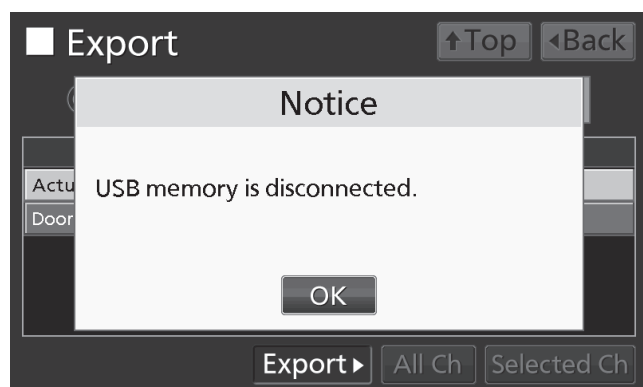 Export
↑Top
◂Back
Notice
Actu
USB memory is disconnected.
Door
OK
Export▸
All Ch
Selected Ch